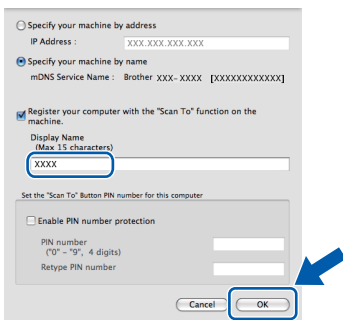 Specify your machine by address
IP Address : XXX.XXX.XXX.XXX
Specify your machine by name
mDNS Service Name : Brother XXX-XXXX [XXXXXXXXXXXX]
Register your computer with the "Scan To" function on the
machine.
Display Name
(Max 15 characters)
XXXX
Set the "Scan To" Button PIN number for this computer
Enable PIN number protection
PIN number
("0" – "9", 4 digits)
Retype PIN number
Cancel OK